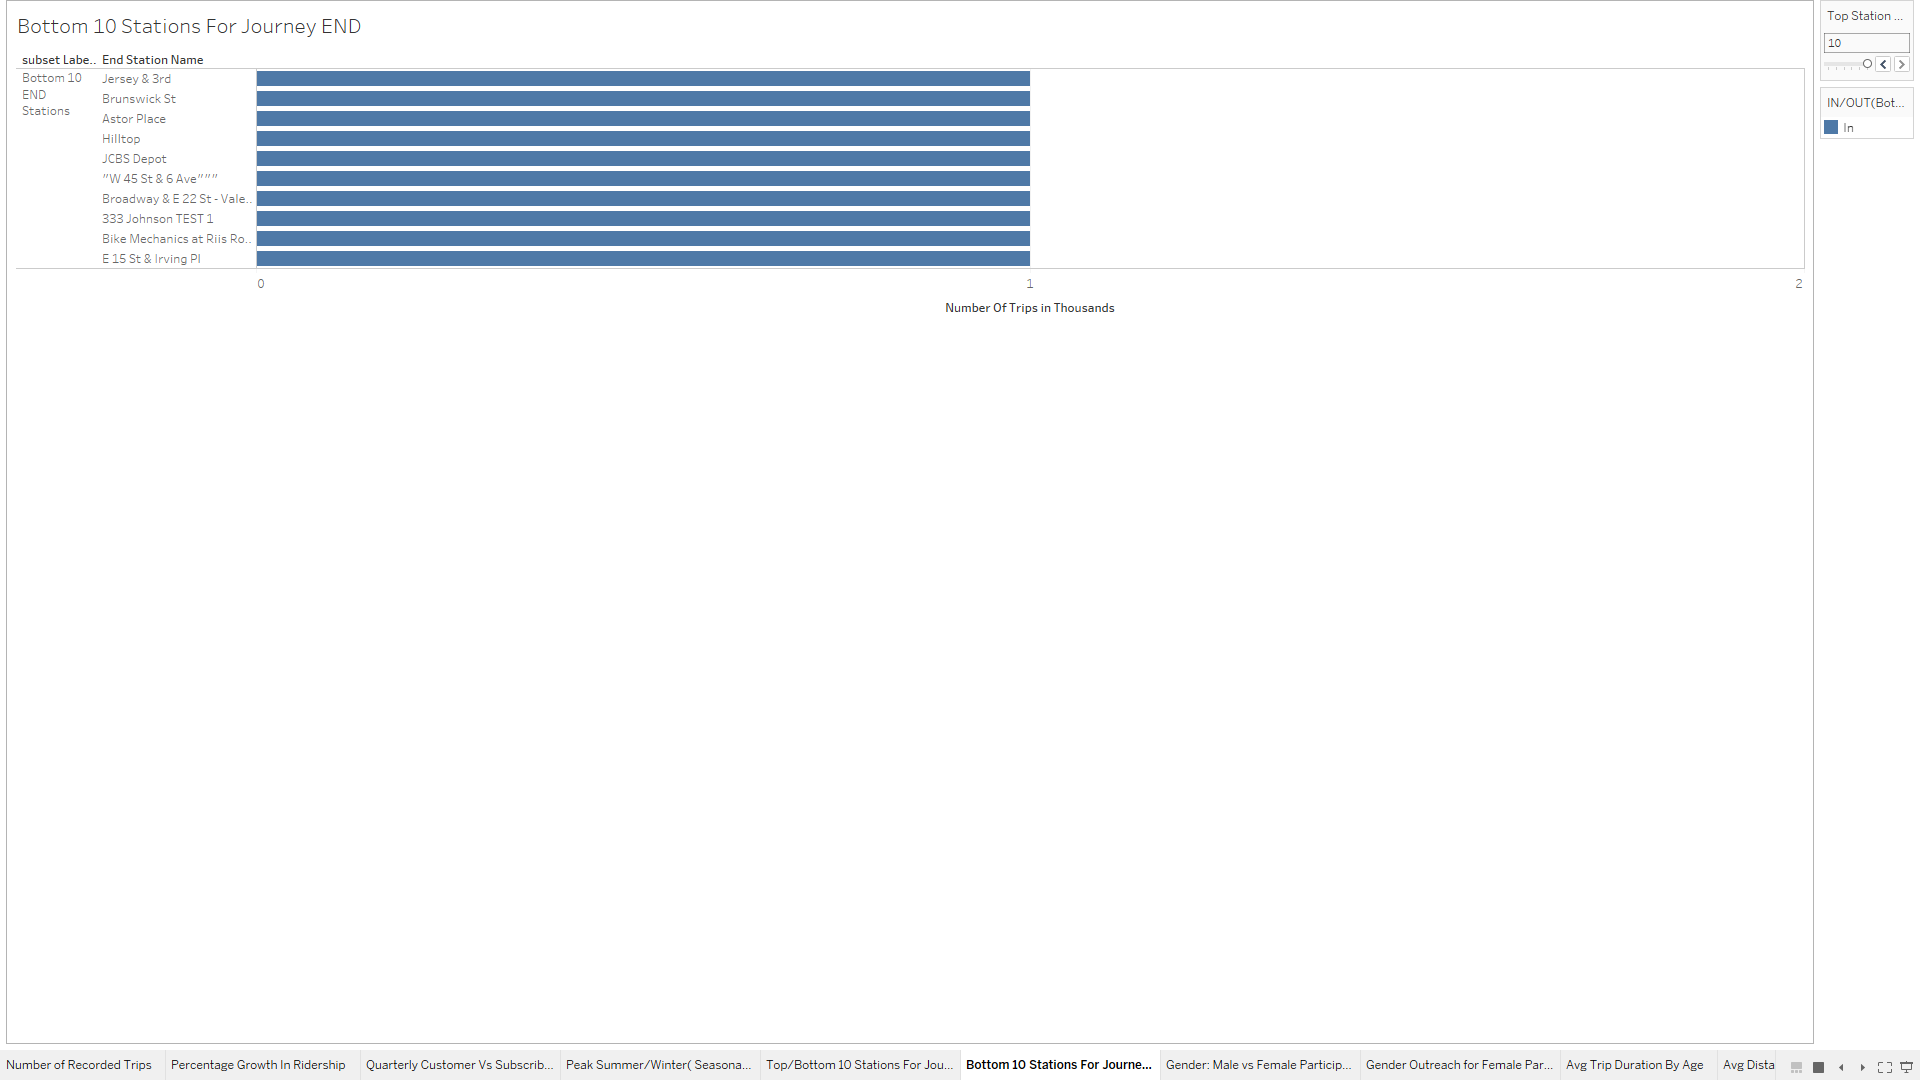 Bottom 10 Stations For Journey END
subset Labe.. End Station Name
Bottom 10
END
Stations
Jersey & 3rd
Brunswick St
Astor Place
Hilltop
JCBS Depot
"W 45 St & 6 Ave"""
Broadway & E 22 St - Vale..
333 Johnson TEST 1
Bike Mechanics at Riis Ro..
E 15 St & Irving Pl
0 1 2
Number Of Trips in Thousands
Top Station ...
10
IN/OUT(Bot...
In
Number of Recorded Trips Percentage Growth In Ridership Quarterly Customer Vs Subscrib... Peak Summer/Winter( Seasona... Top/Bottom 10 Stations For Jou... Bottom 10 Stations For Journe... Gender: Male vs Female Particip... Gender Outreach for Female Par... Avg Trip Duration By Age Avg Dista